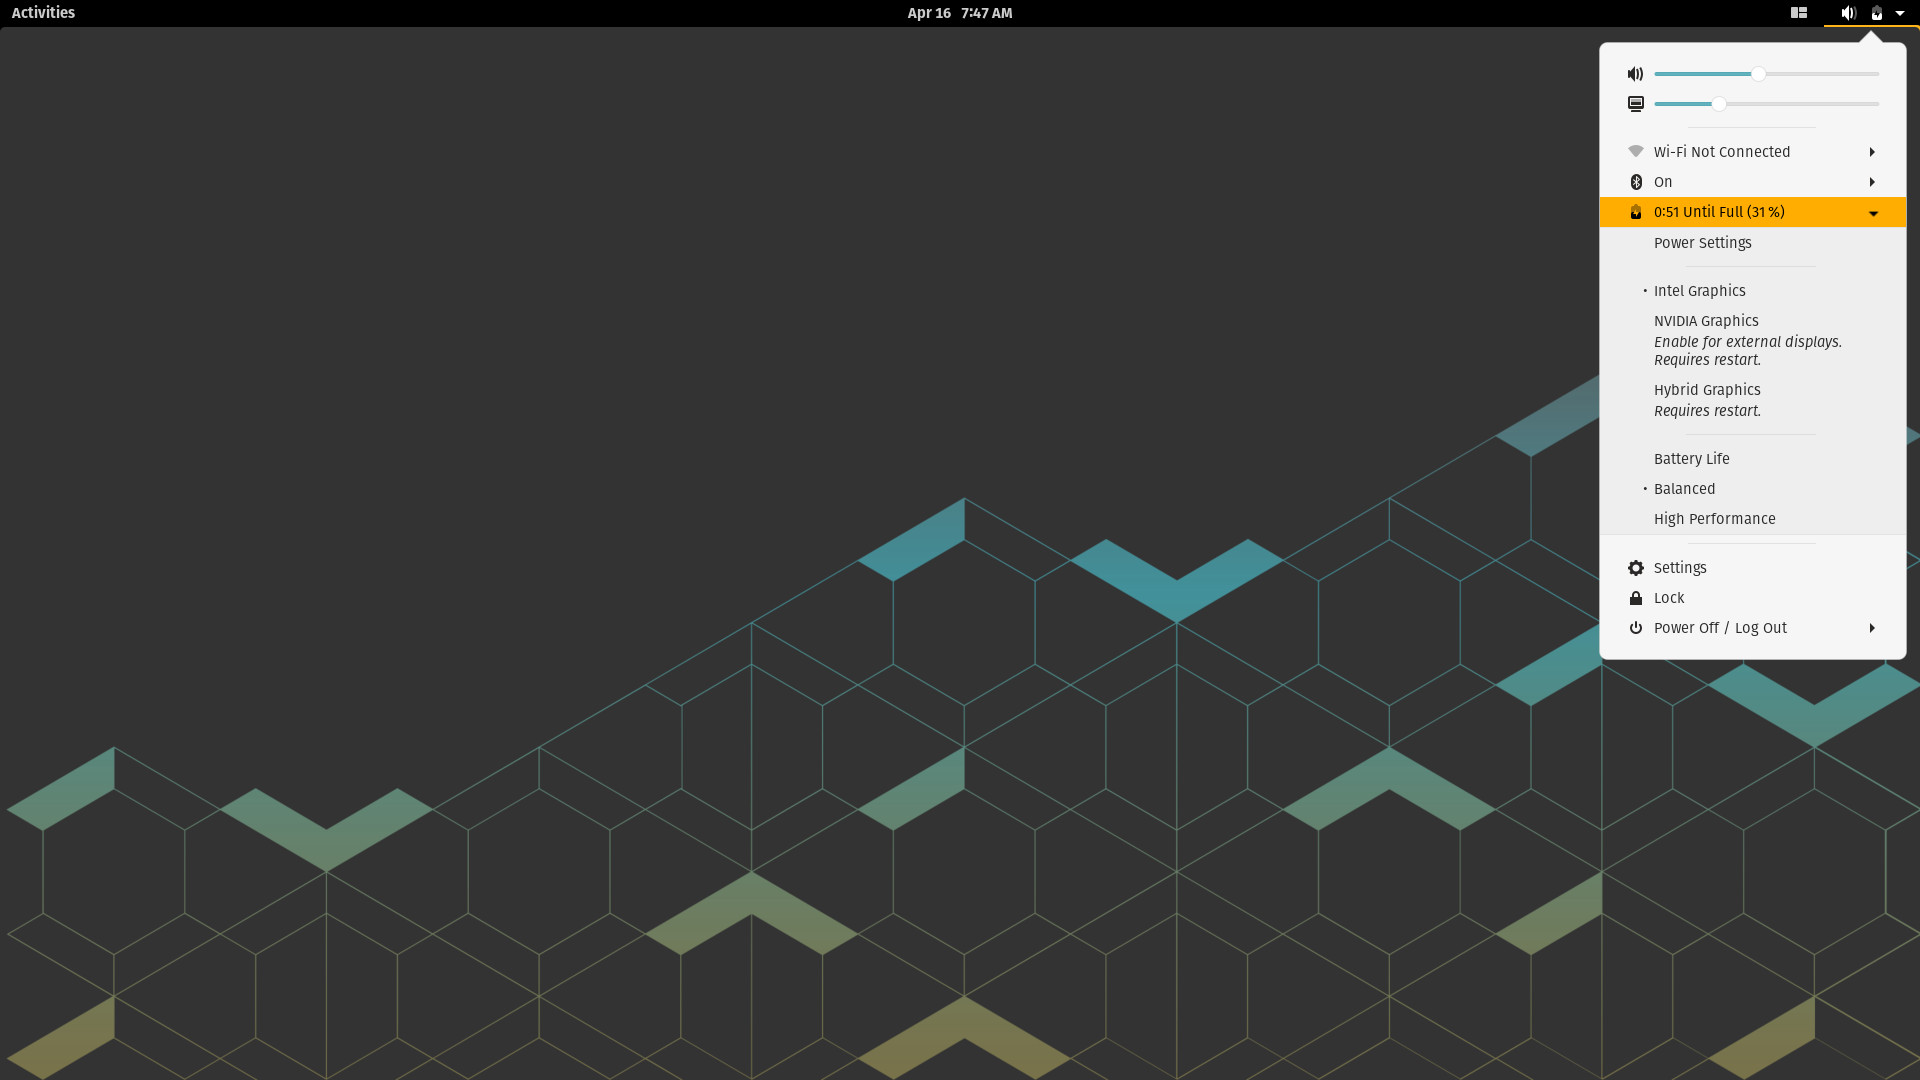 Activities
Apr 16 7:47 AM
Wi-Fi Not Connected
On
0:51 Until Full (31 %)
Power Settings
Intel Graphics
NVIDIA Graphics
Enable for external displays.
Requires restart.
Hybrid Graphics
Requires restart.
Battery Life
Balanced
High Performance
Settings
Lock
Power Off / Log Out